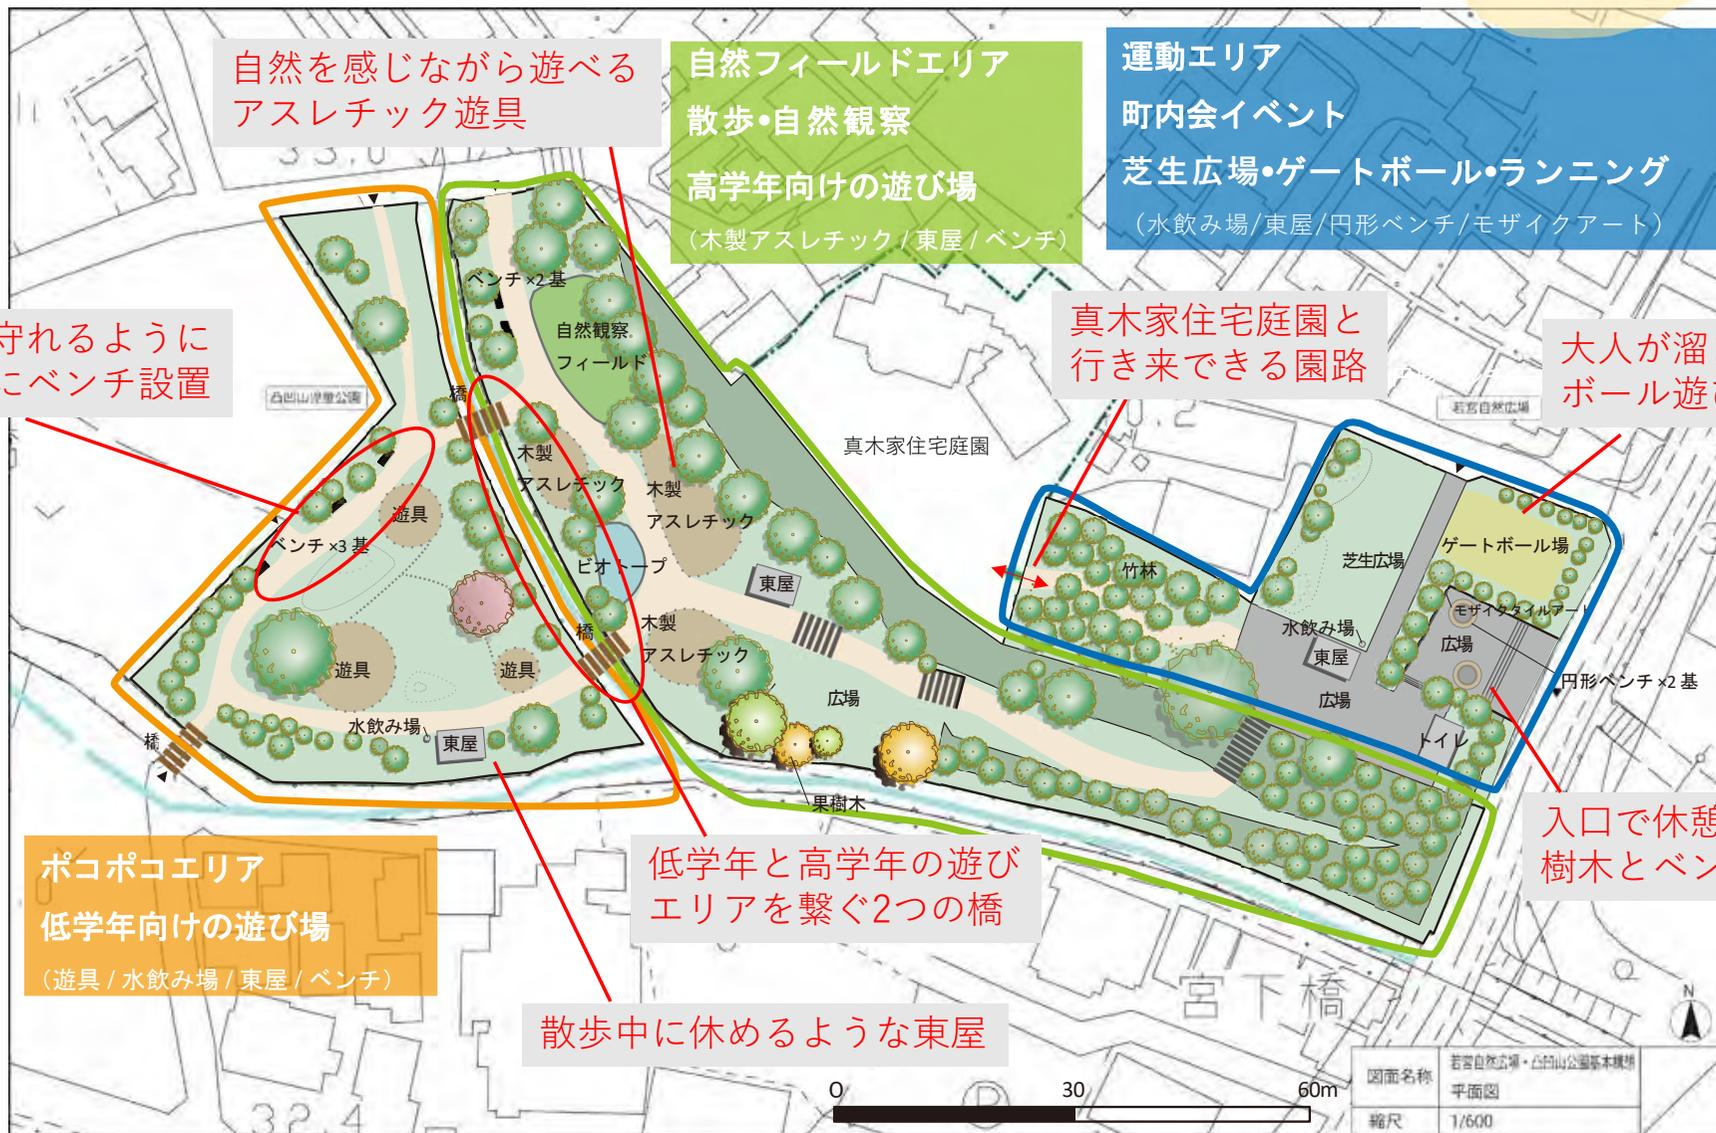 自然を感じながら遊べる
アスレチック遊具
自然フィールドエリア
散歩•自然観察
高学年向けの遊び場
（木製アスレチック / 東屋 / ベンチ）
運動エリア
町内会イベント
芝生広場•ゲートボール•ランニング
（水飲み場/東屋/円形ベンチ/モザイクアート）
守れるように
にベンチ設置
凸凹山児童公園
真木家住宅庭園と
行き来できる園路
大人が溜
ボール遊び
若宮自然広場
真木家住宅庭園
ベンチ×2 基
自然観察
フィールド
橋
木製
アスレチック
木製
アスレチック
遊具
ベンチ×3 基
ビオトープ
東屋
橋
木製
アスレチック
遊具
遊具
水飲み場
東屋
橋
広場
果樹木
竹林
芝生広場
ゲートボール場
モザイクタイルアート
水飲み場
東屋
広場
広場
円形ベンチ×2 基
トイレ
入口で休憩
樹木とベン
ポコポコエリア
低学年向けの遊び場
（遊具 / 水飲み場 / 東屋 / ベンチ）
低学年と高学年の遊び
エリアを繋ぐ2つの橋
散歩中に休めるような東屋
宮下橋
32.4
N
0 30 60m
図面名称
若宮自然広場・凸凹山公園基本構想
平面図
縮尺 1/600